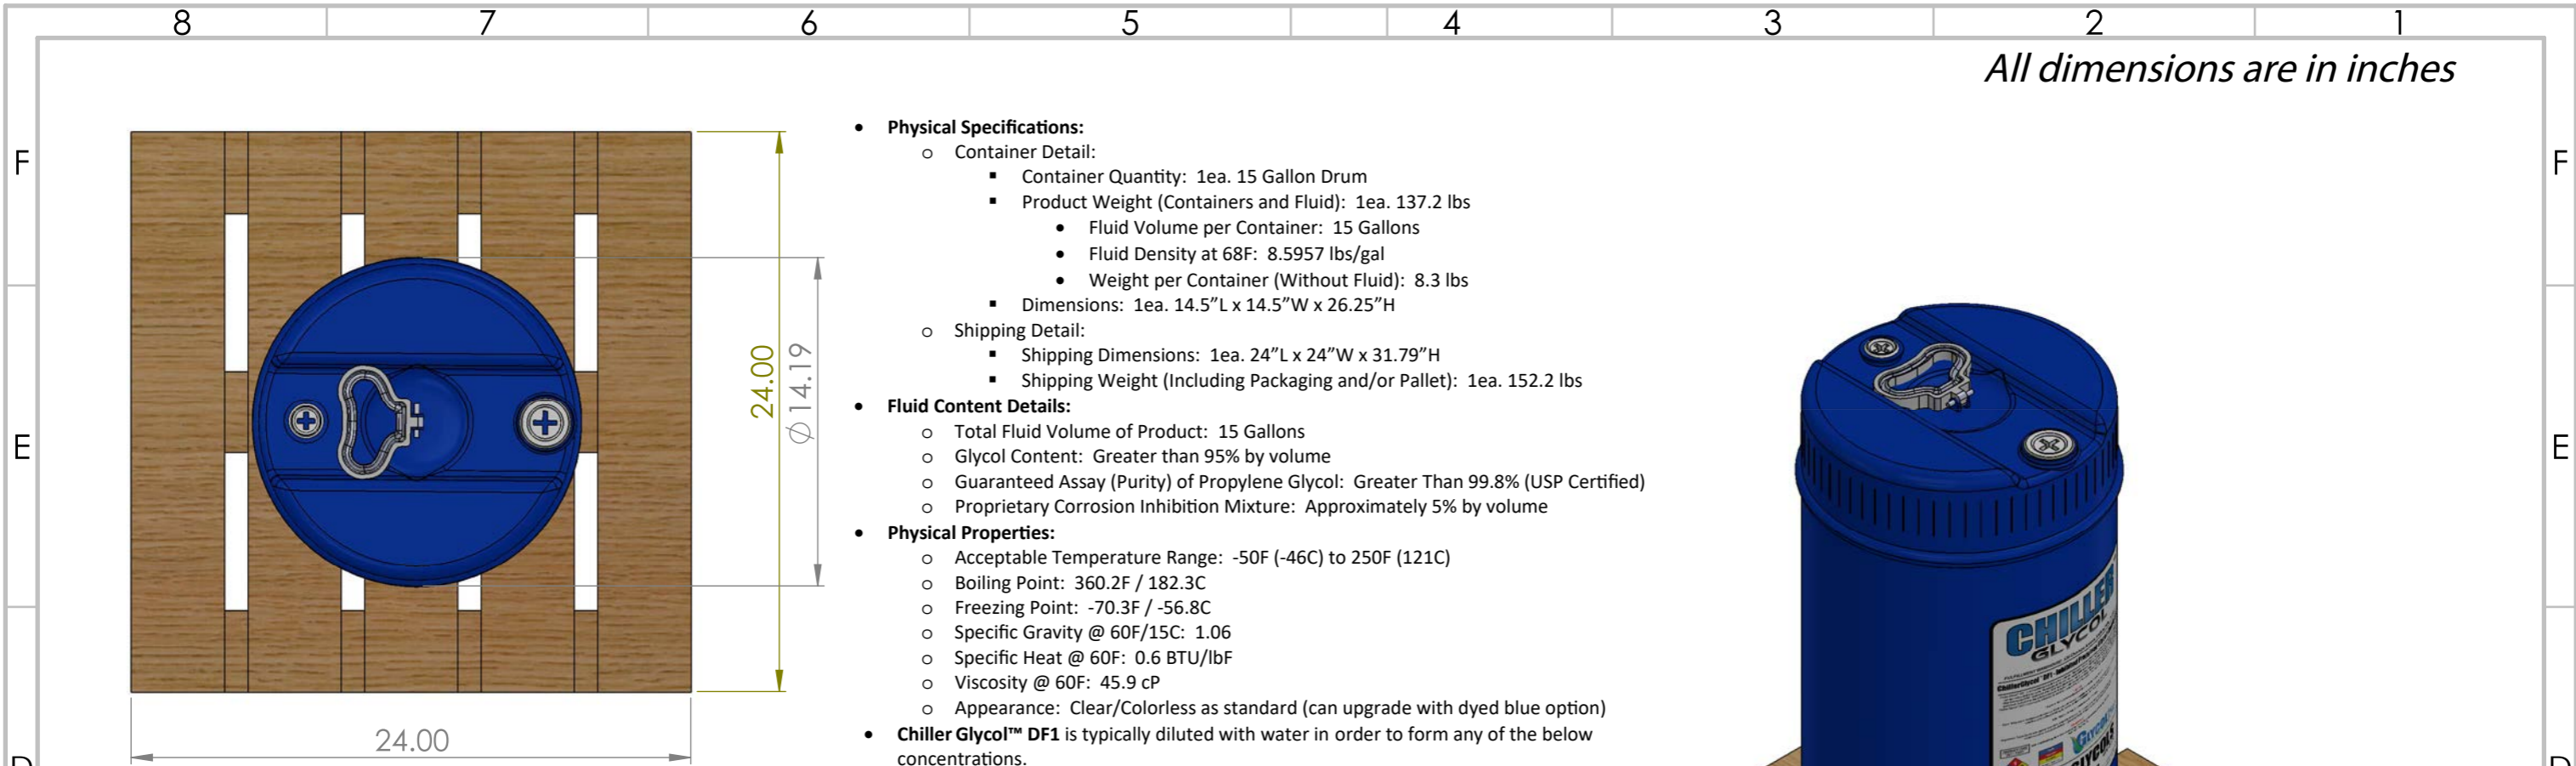 8 7 6 5 4 3 2 1
All dimensions are in inches
F
F
E
E
D
D
24.00
Ø14.19
24.00
• Physical Specifications:
o Container Detail:
▪ Container Quantity: 1ea. 15 Gallon Drum
▪ Product Weight (Containers and Fluid): 1ea. 137.2 lbs
• Fluid Volume per Container: 15 Gallons
• Fluid Density at 68F: 8.5957 lbs/gal
• Weight per Container (Without Fluid): 8.3 lbs
▪ Dimensions: 1ea. 14.5”L x 14.5”W x 26.25”H
o Shipping Detail:
▪ Shipping Dimensions: 1ea. 24”L x 24”W x 31.79”H
▪ Shipping Weight (Including Packaging and/or Pallet): 1ea. 152.2 lbs
• Fluid Content Details:
o Total Fluid Volume of Product: 15 Gallons
o Glycol Content: Greater than 95% by volume
o Guaranteed Assay (Purity) of Propylene Glycol: Greater Than 99.8% (USP Certified)
o Proprietary Corrosion Inhibition Mixture: Approximately 5% by volume
• Physical Properties:
o Acceptable Temperature Range: -50F (-46C) to 250F (121C)
o Boiling Point: 360.2F / 182.3C
o Freezing Point: -70.3F / -56.8C
o Specific Gravity @ 60F/15C: 1.06
o Specific Heat @ 60F: 0.6 BTU/lbF
o Viscosity @ 60F: 45.9 cP
o Appearance: Clear/Colorless as standard (can upgrade with dyed blue option)
• Chiller Glycol™ DF1 is typically diluted with water in order to form any of the below
concentrations.
CHILLER
GLYCOL